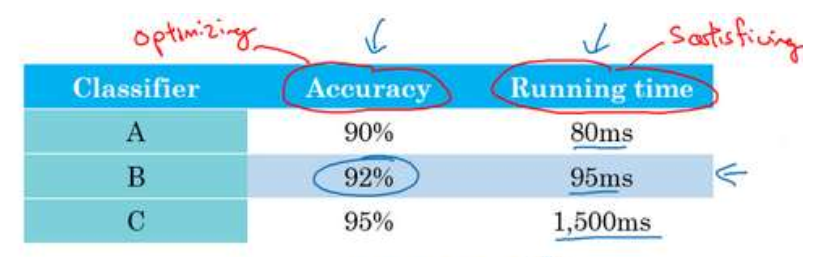 optimizing Satisficing
Classifier Accuracy Running time
A 90% 80ms
B 92% 95ms
C 95% 1,500ms